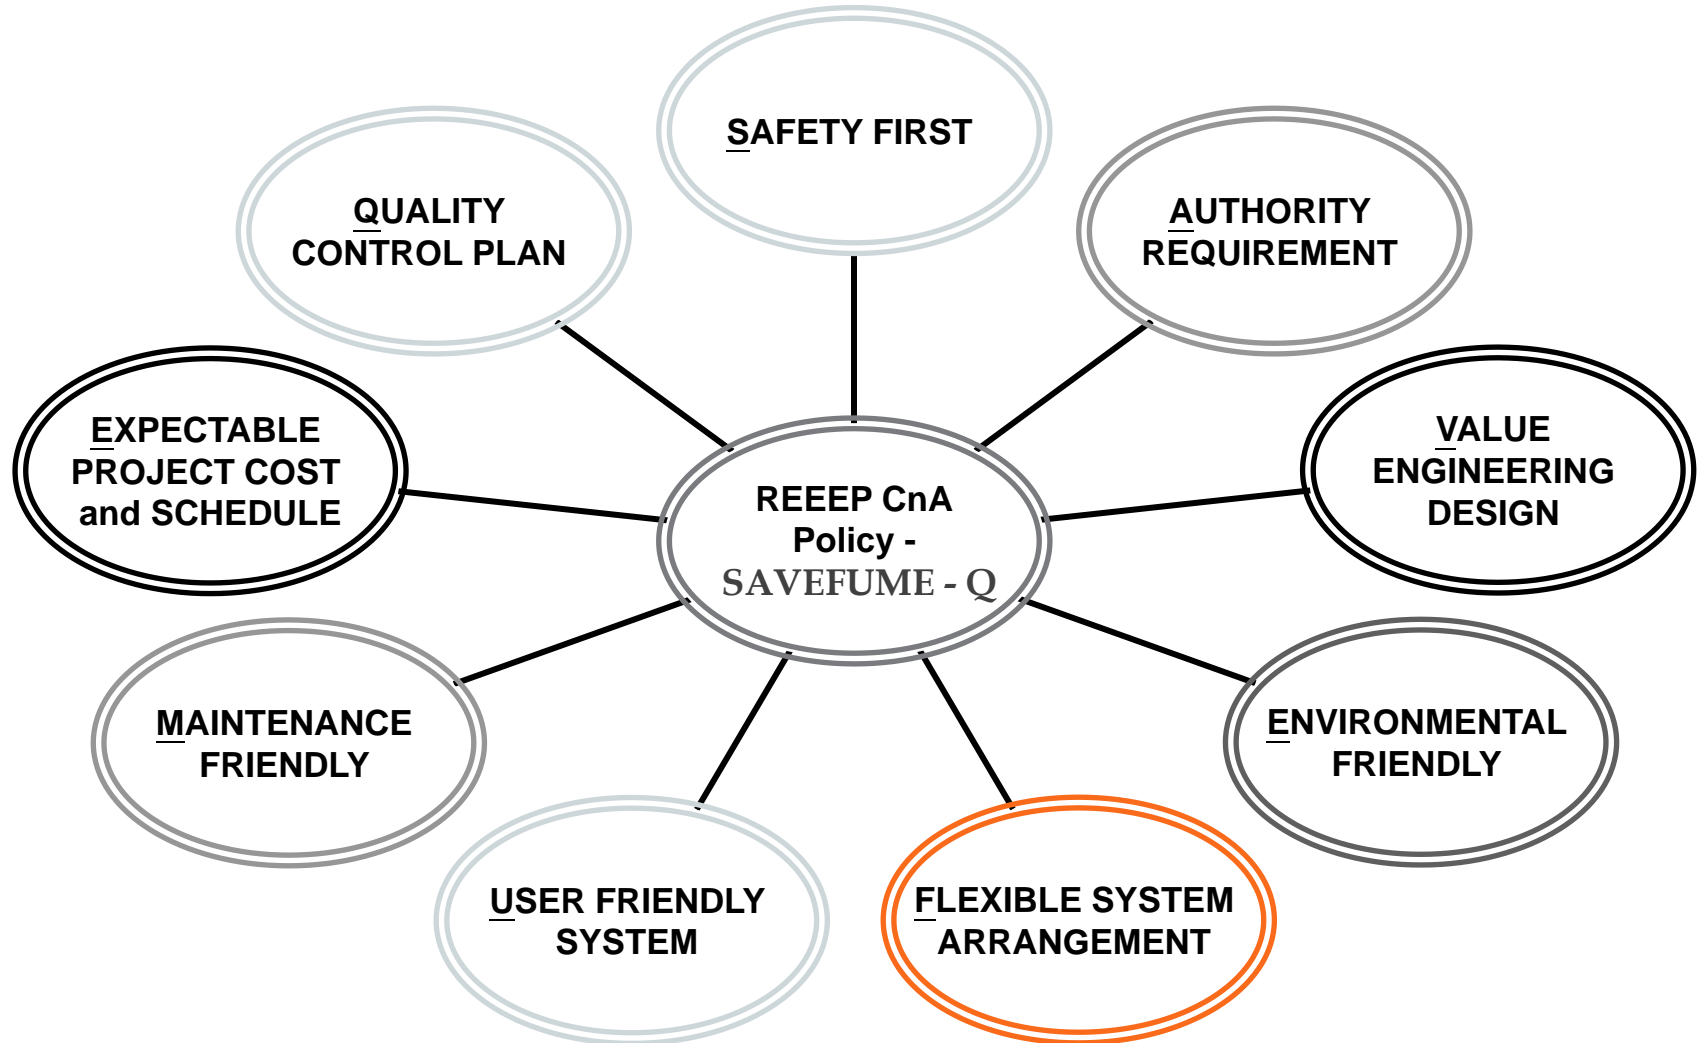 SAFETY FIRST
AUTHORITY
REQUIREMENT
VALUE
ENGINEERING
DESIGN
ENVIRONMENTAL
FRIENDLY
FLEXIBLE SYSTEM
ARRANGEMENT
USER FRIENDLY
SYSTEM
MAINTENANCE
FRIENDLY
EXPECTABLE
PROJECT COST
and SCHEDULE
QUALITY
CONTROL PLAN
REEEP CnA
Policy -
SAVEFUME - Q